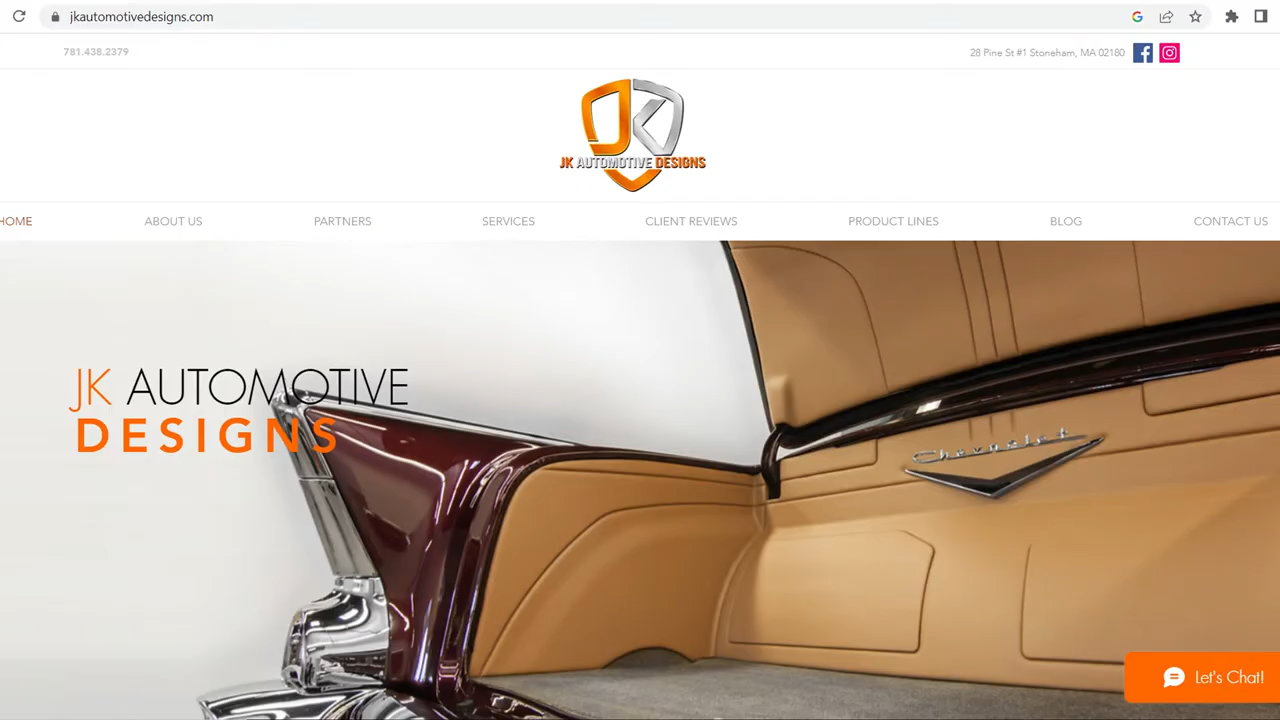 jkautomotivedesigns.com
781.438.2379
28 Pine St #1 Stoneham, MA 02180
JK
JK AUTOMOTIVE DESIGNS
HOME
ABOUT US
PARTNERS
SERVICES
CLIENT REVIEWS
PRODUCT LINES
BLOG
CONTACT US
JK AUTOMOTIVE
DESIGNS
Chevrolet
Let's Chat!